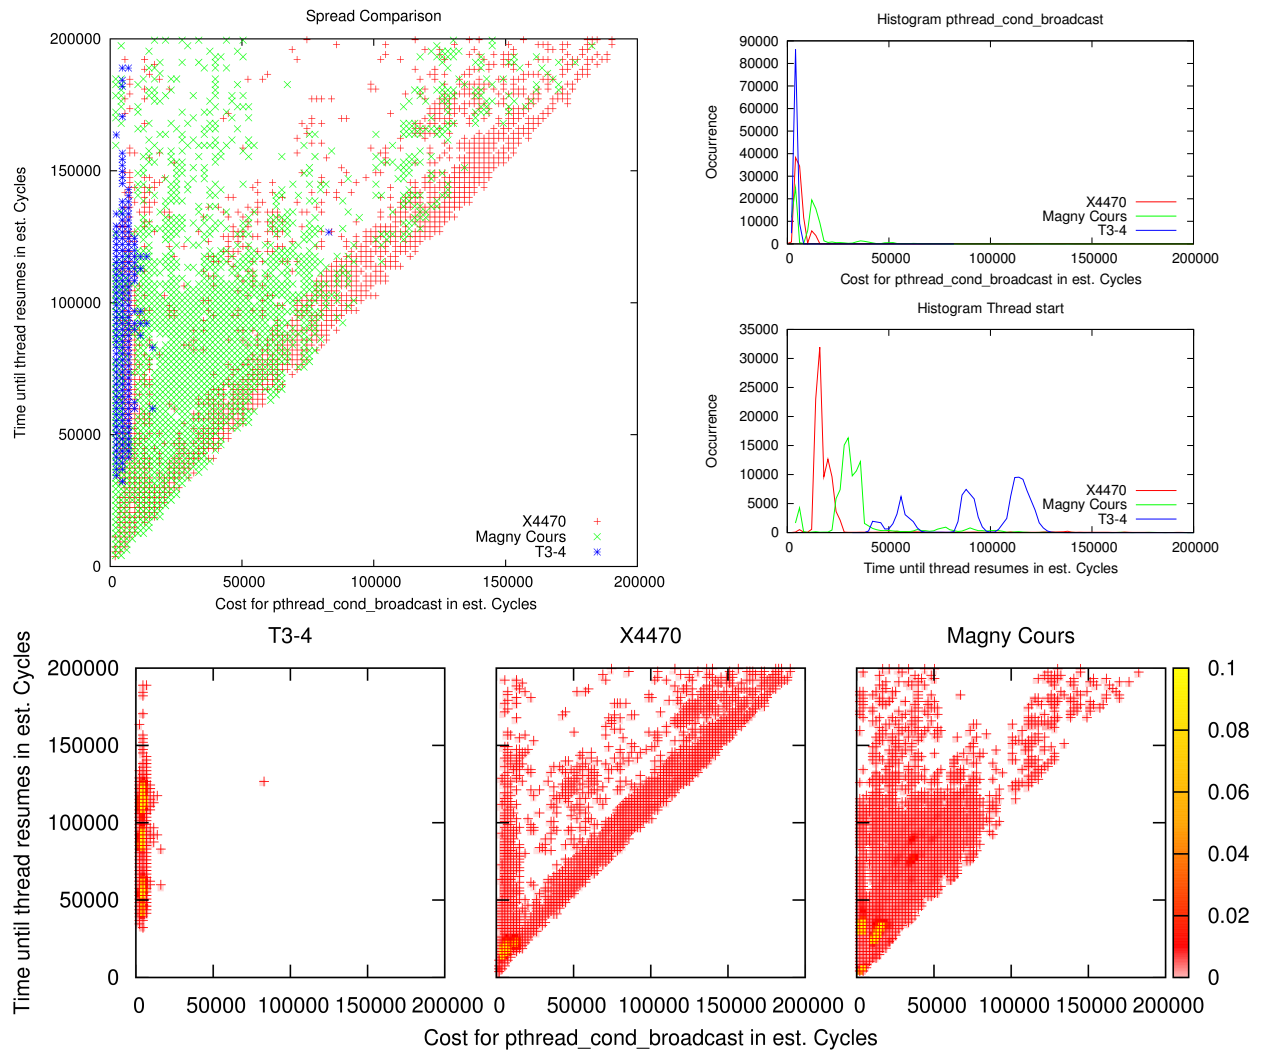 Spread Comparison
200000
150000
100000
50000
0
Time until thread resumes in est. Cycles
X4470
Magny Cours
T3-4
0 50000 100000 150000 200000
Cost for pthread_cond_broadcast in est. Cycles
Histogram pthread_cond_broadcast
90000
80000
70000
60000
50000
40000
30000
20000
10000
0
Occurrence
X4470
Magny Cours
T3-4
0 50000 100000 150000 200000
Cost for pthread_cond_broadcast in est. Cycles
Histogram Thread start
35000
30000
25000
20000
15000
10000
5000
0
Occurrence
X4470
Magny Cours
T3-4
0 50000 100000 150000 200000
Time until thread resumes in est. Cycles
T3-4 X4470 Magny Cours
200000
150000
100000
50000
0
Time until thread resumes in est. Cycles
0.1
0.08
0.06
0.04
0.02
0
0 50000 100000 150000 200000
0 50000 100000 150000 200000
0 50000 100000 150000 200000
Cost for pthread_cond_broadcast in est. Cycles